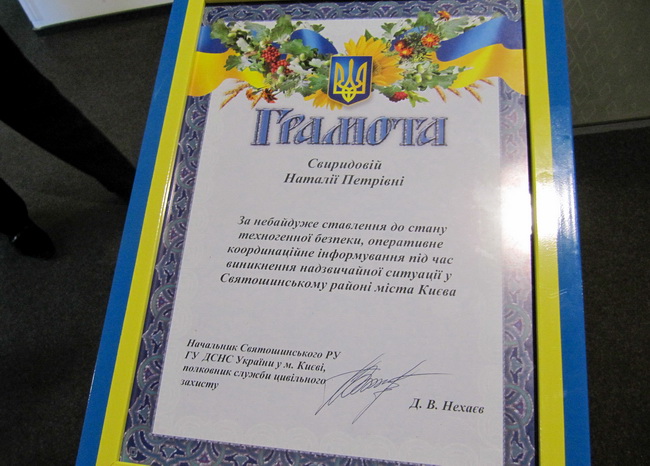 Грамота
Свиридовій
Наталії Петрівні
За небайдуже ставлення до стану
техногенної безпеки, оперативне
координаційне інформування під час
виникнення надзвичайної ситуації у
Святошинському районі міста Києва
Начальник Святошинського РУ
ГУ ДСНС України у м. Києві,
полковник служби цивільного
захисту
Д. В. Нехаєв